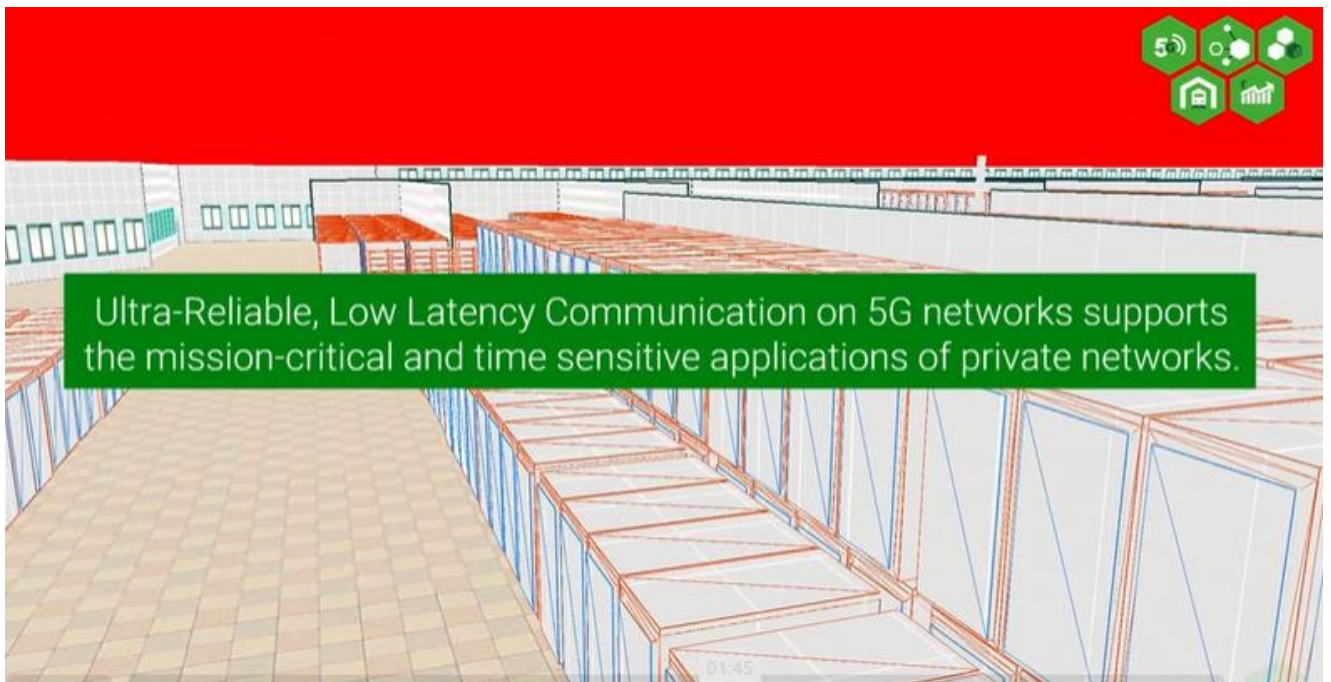 5G
Ultra-Reliable, Low Latency Communication on 5G networks supports
the mission-critical and time sensitive applications of private networks.
01:45